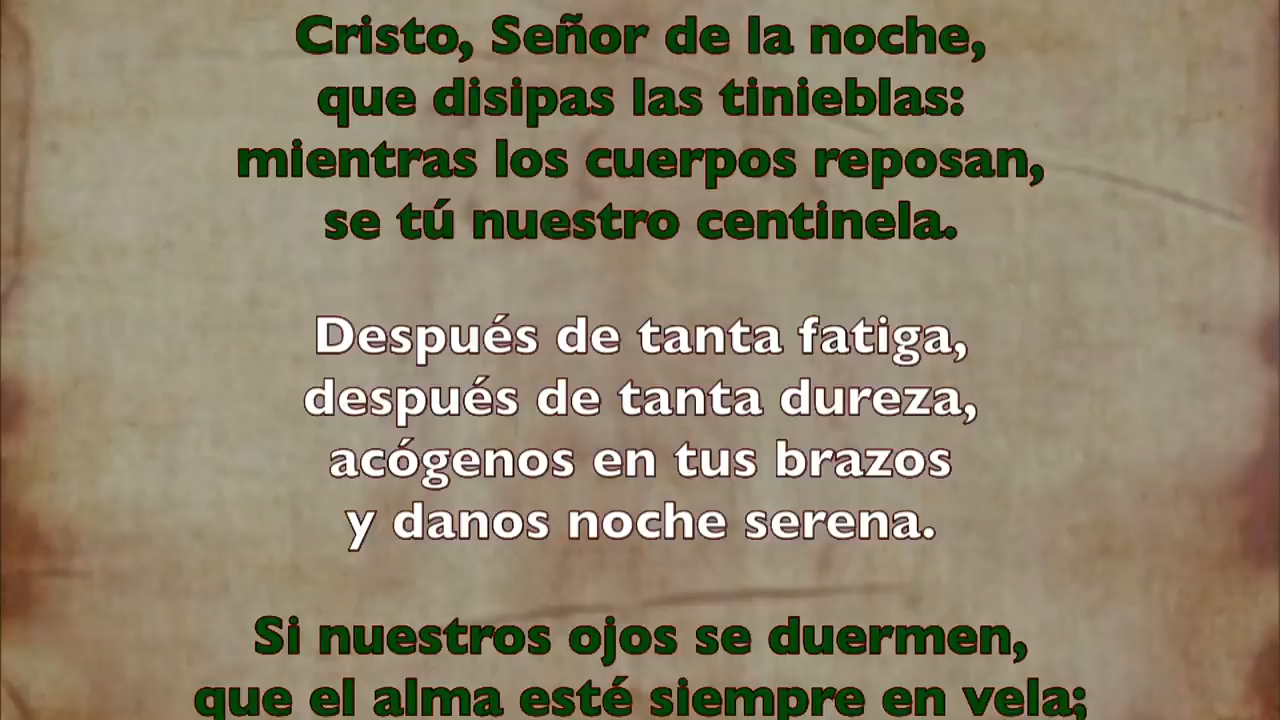 Cristo, Señor de la noche,
que disipas las tinieblas:
mientras los cuerpos reposan,
se tú nuestro centinela.
Después de tanta fatiga,
después de tanta dureza,
acógenos en tus brazos
y danos noche serena.
Si nuestros ojos se duermen,
que el alma esté siempre en vela;